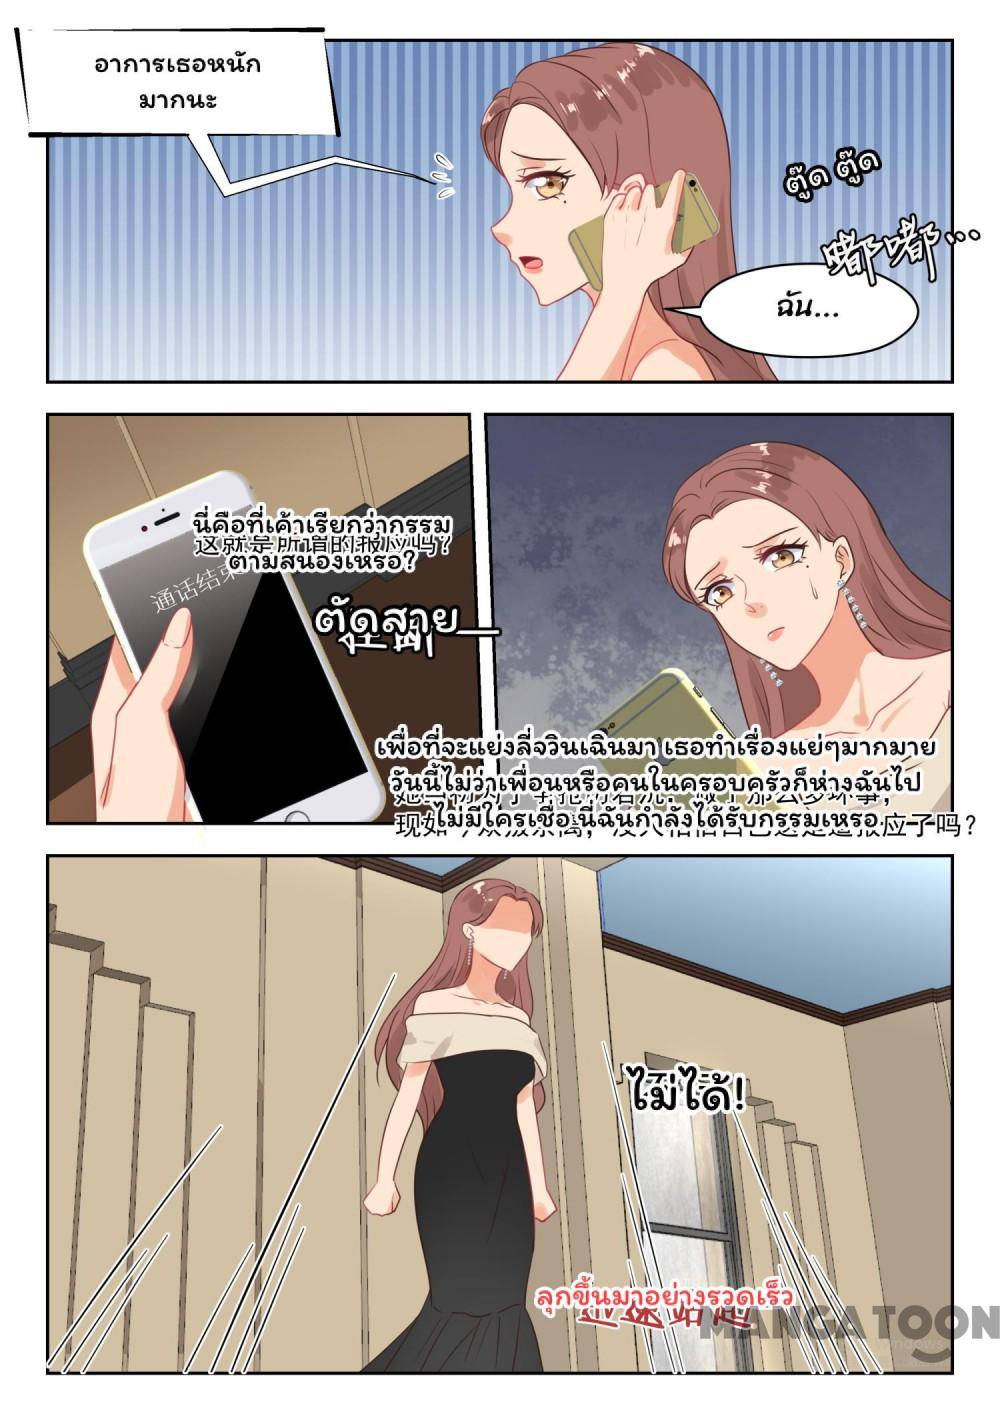 อาการเธอหนัก
มากนะ
ตู๊ด ตู๊ด
嘟嘟...
ฉัน...
นี่คือที่เค้าเรียกว่ากรรม
这就是所谓的报应吗?
ตามสนองเหรอ?
通话结束
ตัดสาย
เพื่อที่จะแย่งลี่จวินเฉินมา เธอทำเรื่องแย่ๆมากมาย
วันนี้ไม่ว่าเพื่อนหรือคนในครอบครัวก็ห่างฉันไป
ไม่มีใครเชื่อ นี่ฉันกำลังได้รับกรรมเหรอ
报应了吗?
ไม่ได้!
ลุกขึ้นมาอย่างรวดเร็ว
迅速站起
MANGATOON